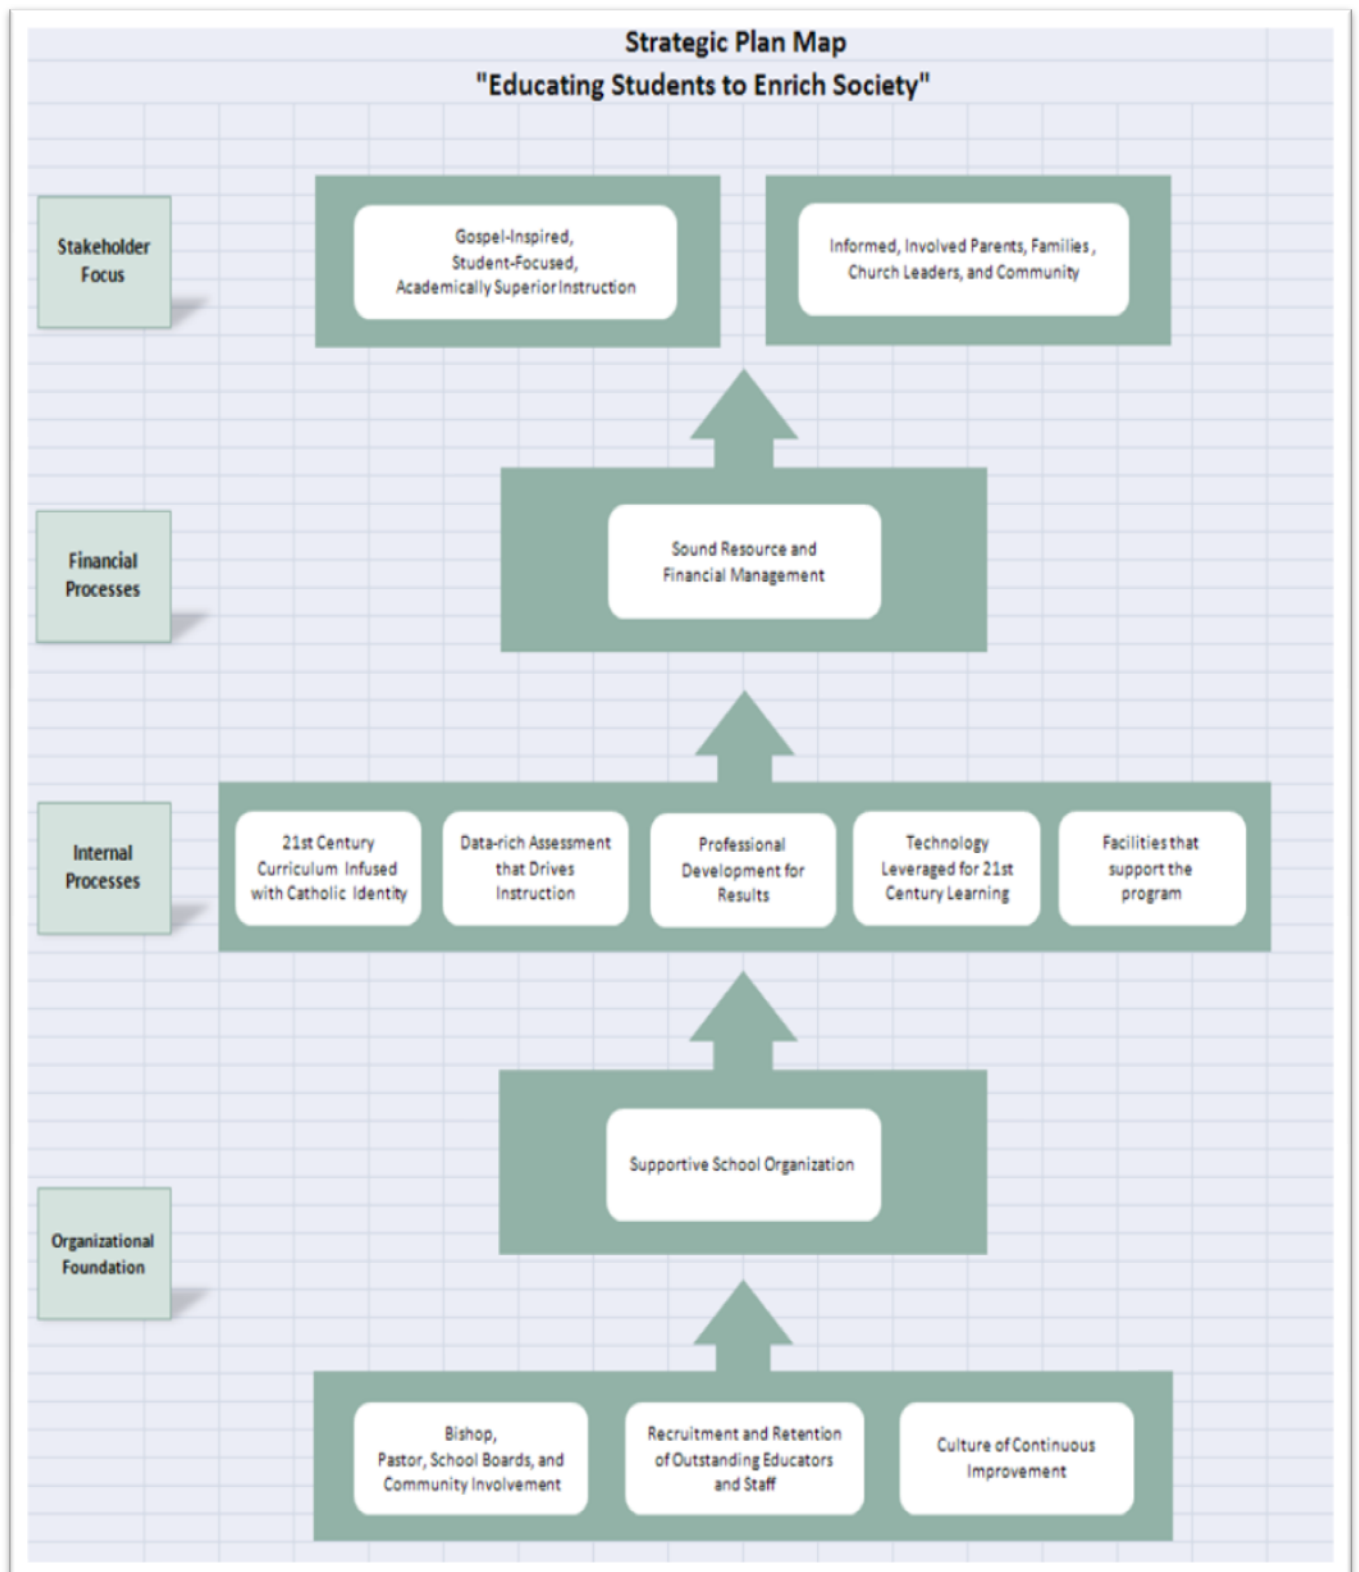 Strategic Plan Map
"Educating Students to Enrich Society"
Stakeholder
Focus
Gospel-Inspired,
Student-Focused,
Academically Superior Instruction
Informed, Involved Parents, Families ,
Church Leaders, and Community
Financial
Processes
Sound Resource and
Financial Management
Internal
Processes
21st Century
Curriculum Infused
with Catholic Identity
Data-rich Assessment
that Drives
Instruction
Professional
Development for
Results
Technology
Leveraged for 21st
Century Learning
Facilities that
support the
program
Supportive School Organization
Organizational
Foundation
Bishop,
Pastor, School Boards, and
Community Involvement
Recruitment and Retention
of Outstanding Educators
and Staff
Culture of Continuous
Improvement